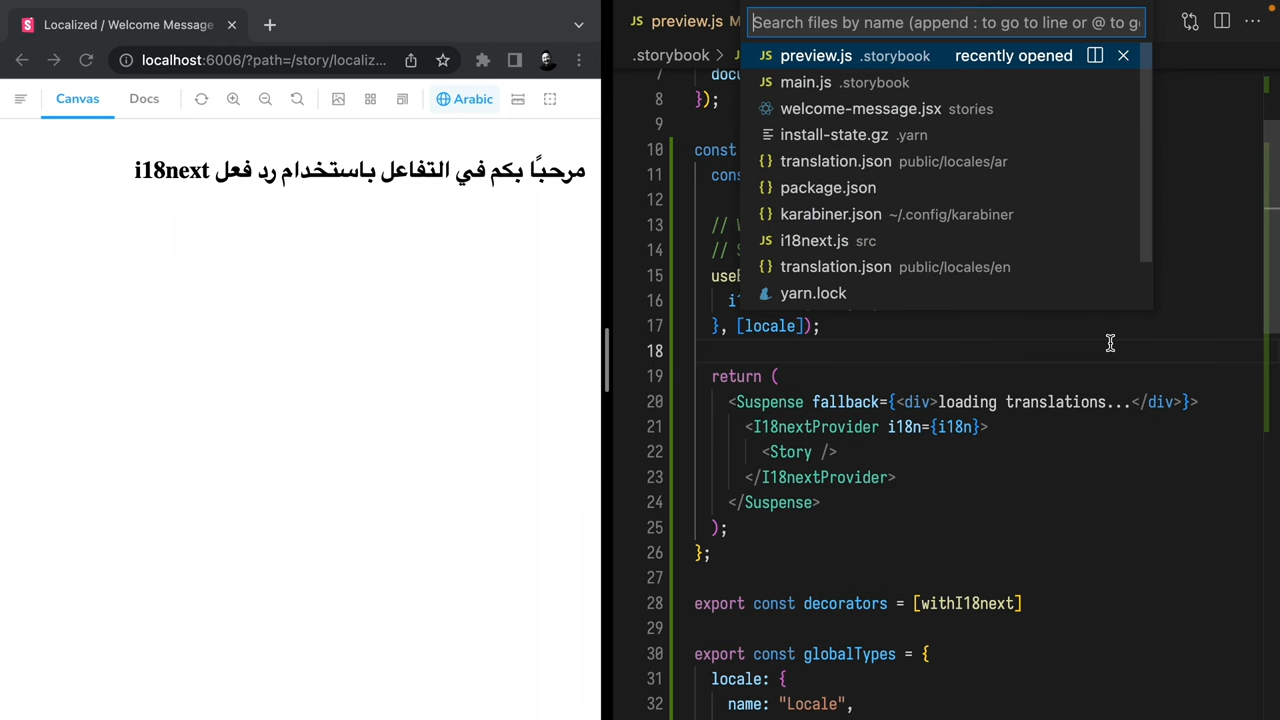 Localized / Welcome Message
localhost:6006/?path=/story/localiz...
Canvas
Docs
Arabic
مرحبًا بكم في التفاعل باستخدام رد فعل i18next
preview.js M
Search files by name (append : to go to line or @ to go
.storybook >
preview.js .storybook recently opened
main.js .storybook
welcome-message.jsx stories
install-state.gz .yarn
translation.json public/locales/ar
package.json
karabiner.json ~/.config/karabiner
i18next.js src
translation.json public/locales/en
yarn.lock
7 docu
8 });
9
10 const
11 cons
12
13 // W
14 // S
15 useE
16 i1
17 }, [locale]);
18
19 return (
20 <Suspense fallback={<div>loading translations...</div>}>
21 <I18nextProvider i18n={i18n}>
22 <Story />
23 </I18nextProvider>
24 </Suspense>
25 );
26 };
27
28 export const decorators = [withI18next]
29
30 export const globalTypes = {
31 locale: {
32 name: "Locale",